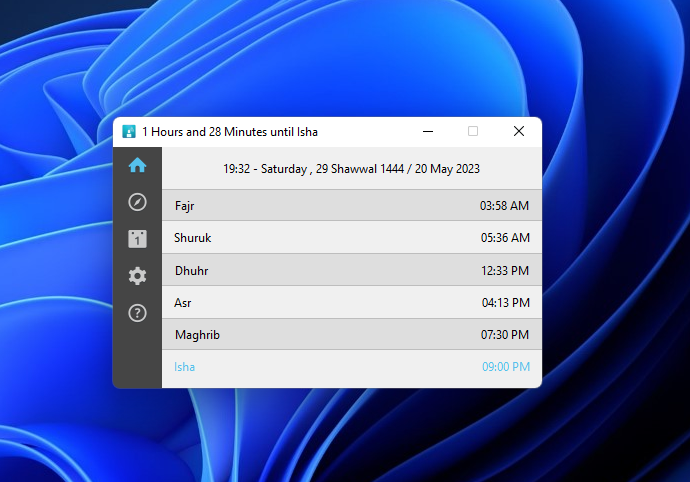 1 Hours and 28 Minutes until Isha
19:32 - Saturday , 29 Shawwal 1444 / 20 May 2023
Fajr 03:58 AM
Shuruk 05:36 AM
1
Dhuhr 12:33 PM
Asr 04:13 PM
?
Maghrib 07:30 PM
Isha 09:00 PM